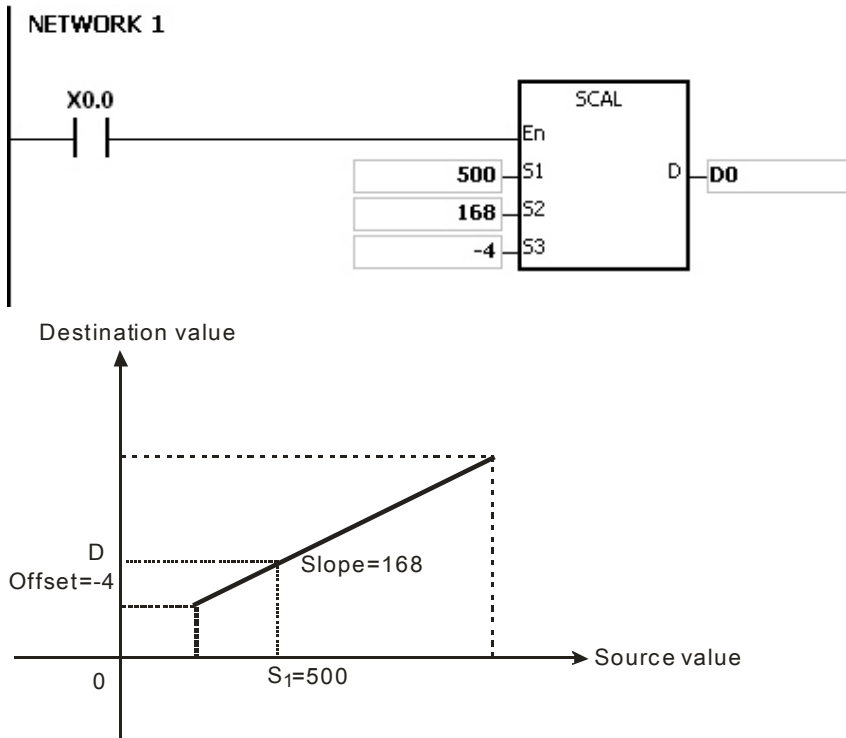 NETWORK 1
X0.0
SCAL
En
500 S1 D D0
168 S2
-4 S3
Destination value
D
Slope=168
Offset=-4
Source value
0
S₁=500